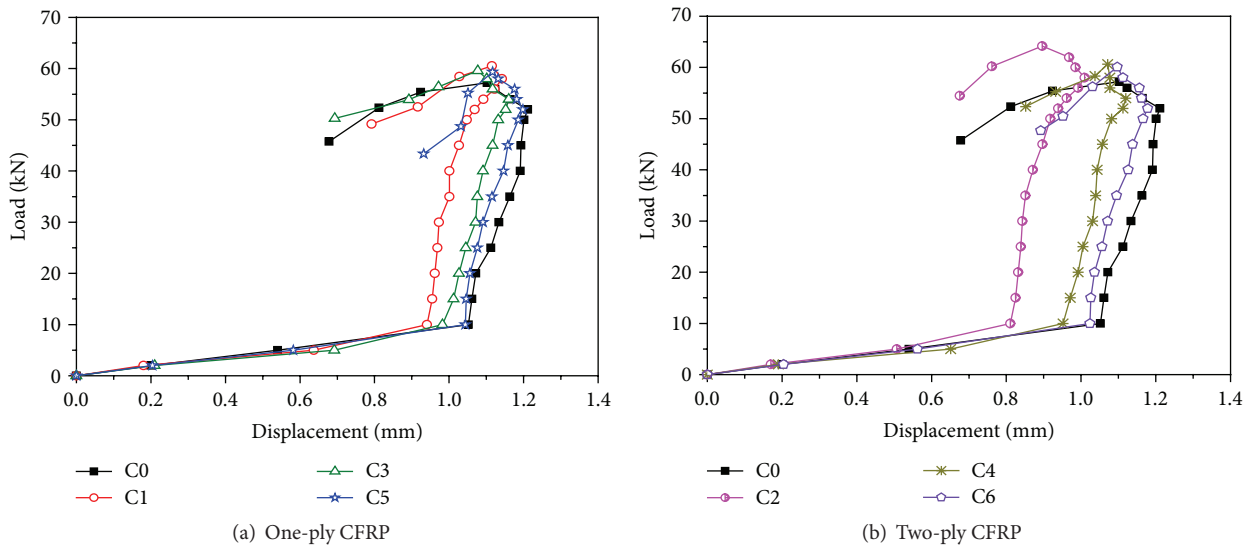 70
60
50
40
30
20
10
0
Load (kN)
0.0 0.2 0.4 0.6 0.8 1.0 1.2 1.4
Displacement (mm)
C0 C3
C1 C5
(a) One-ply CFRP
70
60
50
40
30
20
10
0
Load (kN)
0.0 0.2 0.4 0.6 0.8 1.0 1.2 1.4
Displacement (mm)
C0 C4
C2 C6
(b) Two-ply CFRP